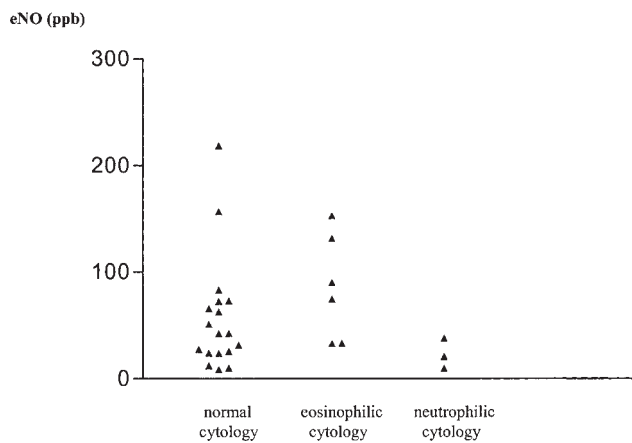 eNO (ppb)
300
200
100
0
normal cytology
eosinophilic cytology
neutrophilic cytology